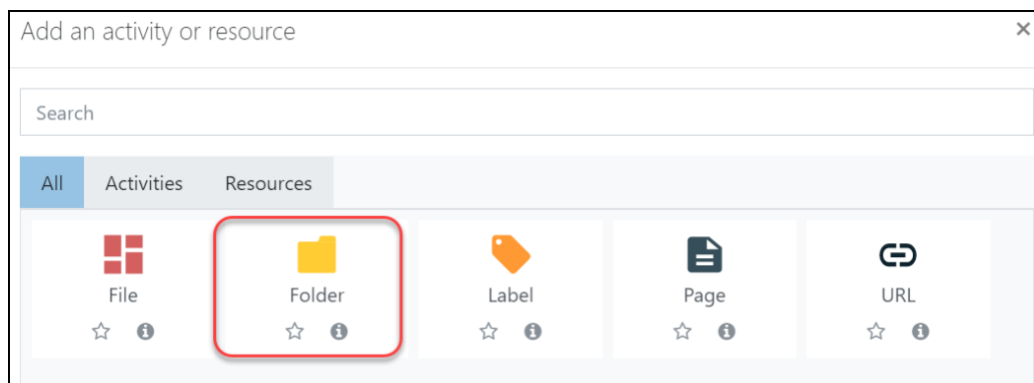 Add an activity or resource
Search
All Activities Resources
File Folder Label Page URL